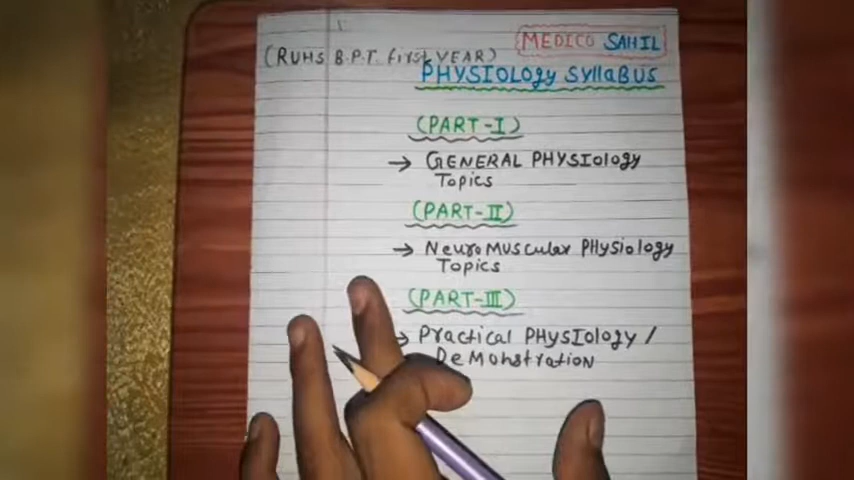 (RUHS B.P.T. first YEAR)
MEDICO SAHIL
PHYSIOLOGY SYLLABUS
(PART-I)
→ GENERAL PHYSIOLOGY
Topics
(PART-II)
→ NeuroMuscular PHYSIOLOGY
Topics
(PART-III)
→ Practical PHYSIOLOGY /
DeMOnstration